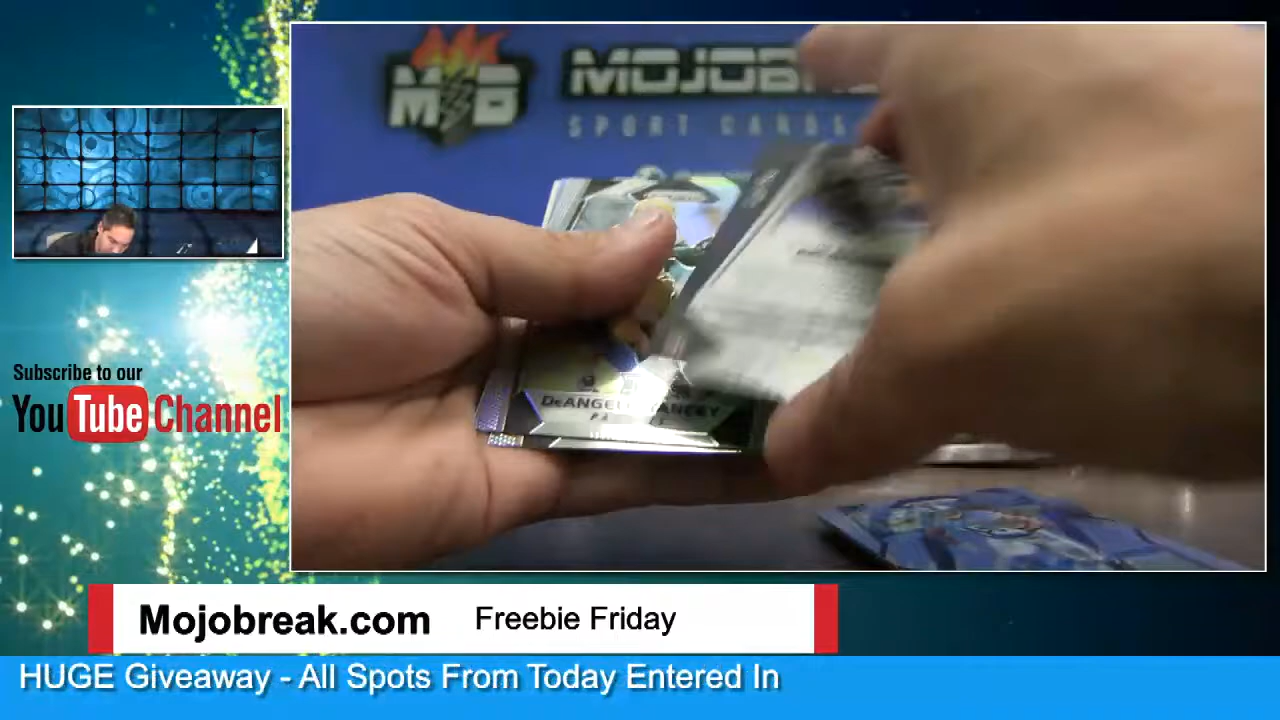 MB
SPORT CARDS
Subscribe to our
YouTube Channel
Mojobreak.com
Freebie Friday
HUGE Giveaway - All Spots From Today Entered In